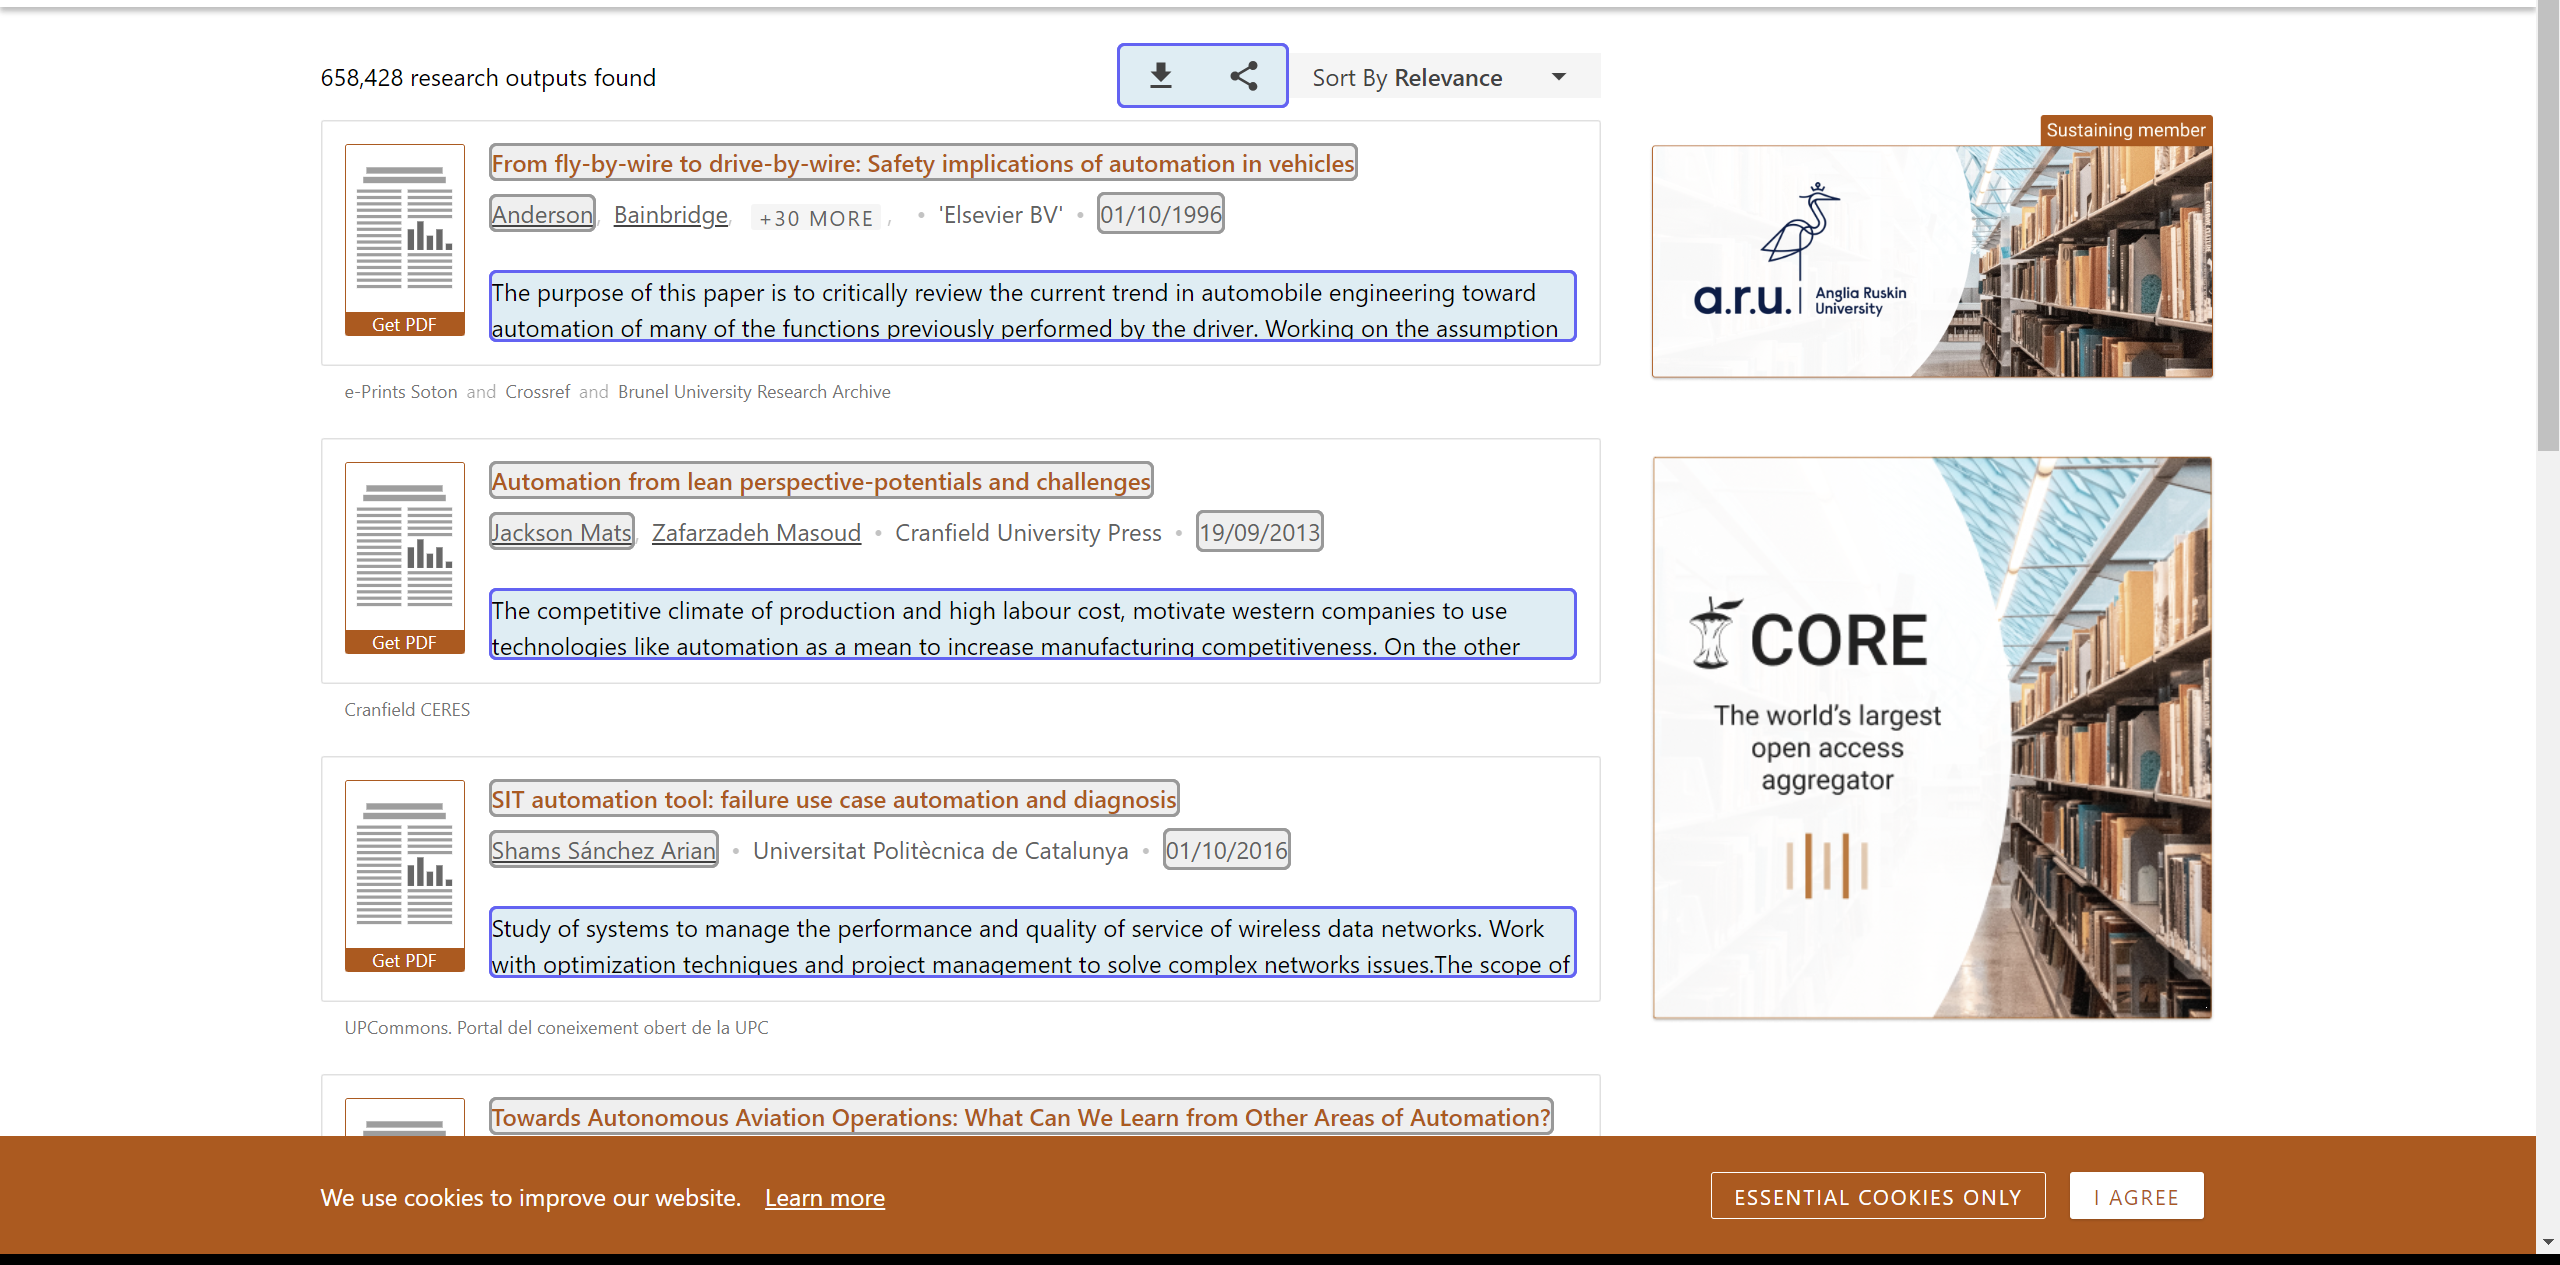 658,428 research outputs found
Sort By Relevance
From fly-by-wire to drive-by-wire: Safety implications of automation in vehicles
Anderson, Bainbridge, +30 MORE , • 'Elsevier BV' • 01/10/1996
The purpose of this paper is to critically review the current trend in automobile engineering toward
automation of many of the functions previously performed by the driver. Working on the assumption
Get PDF
e-Prints Soton and Crossref and Brunel University Research Archive
Automation from lean perspective-potentials and challenges
Jackson Mats, Zafarzadeh Masoud • Cranfield University Press • 19/09/2013
The competitive climate of production and high labour cost, motivate western companies to use
technologies like automation as a mean to increase manufacturing competitiveness. On the other
Get PDF
Cranfield CERES
SIT automation tool: failure use case automation and diagnosis
Shams Sánchez Arian • Universitat Politècnica de Catalunya • 01/10/2016
Study of systems to manage the performance and quality of service of wireless data networks. Work
with optimization techniques and project management to solve complex networks issues.The scope of
Get PDF
UPCommons. Portal del coneixement obert de la UPC
Towards Autonomous Aviation Operations: What Can We Learn from Other Areas of Automation?
Sustaining member
a.r.u. Anglia Ruskin
University
CORE
The world's largest
open access
aggregator
We use cookies to improve our website. Learn more
ESSENTIAL COOKIES ONLY
I AGREE